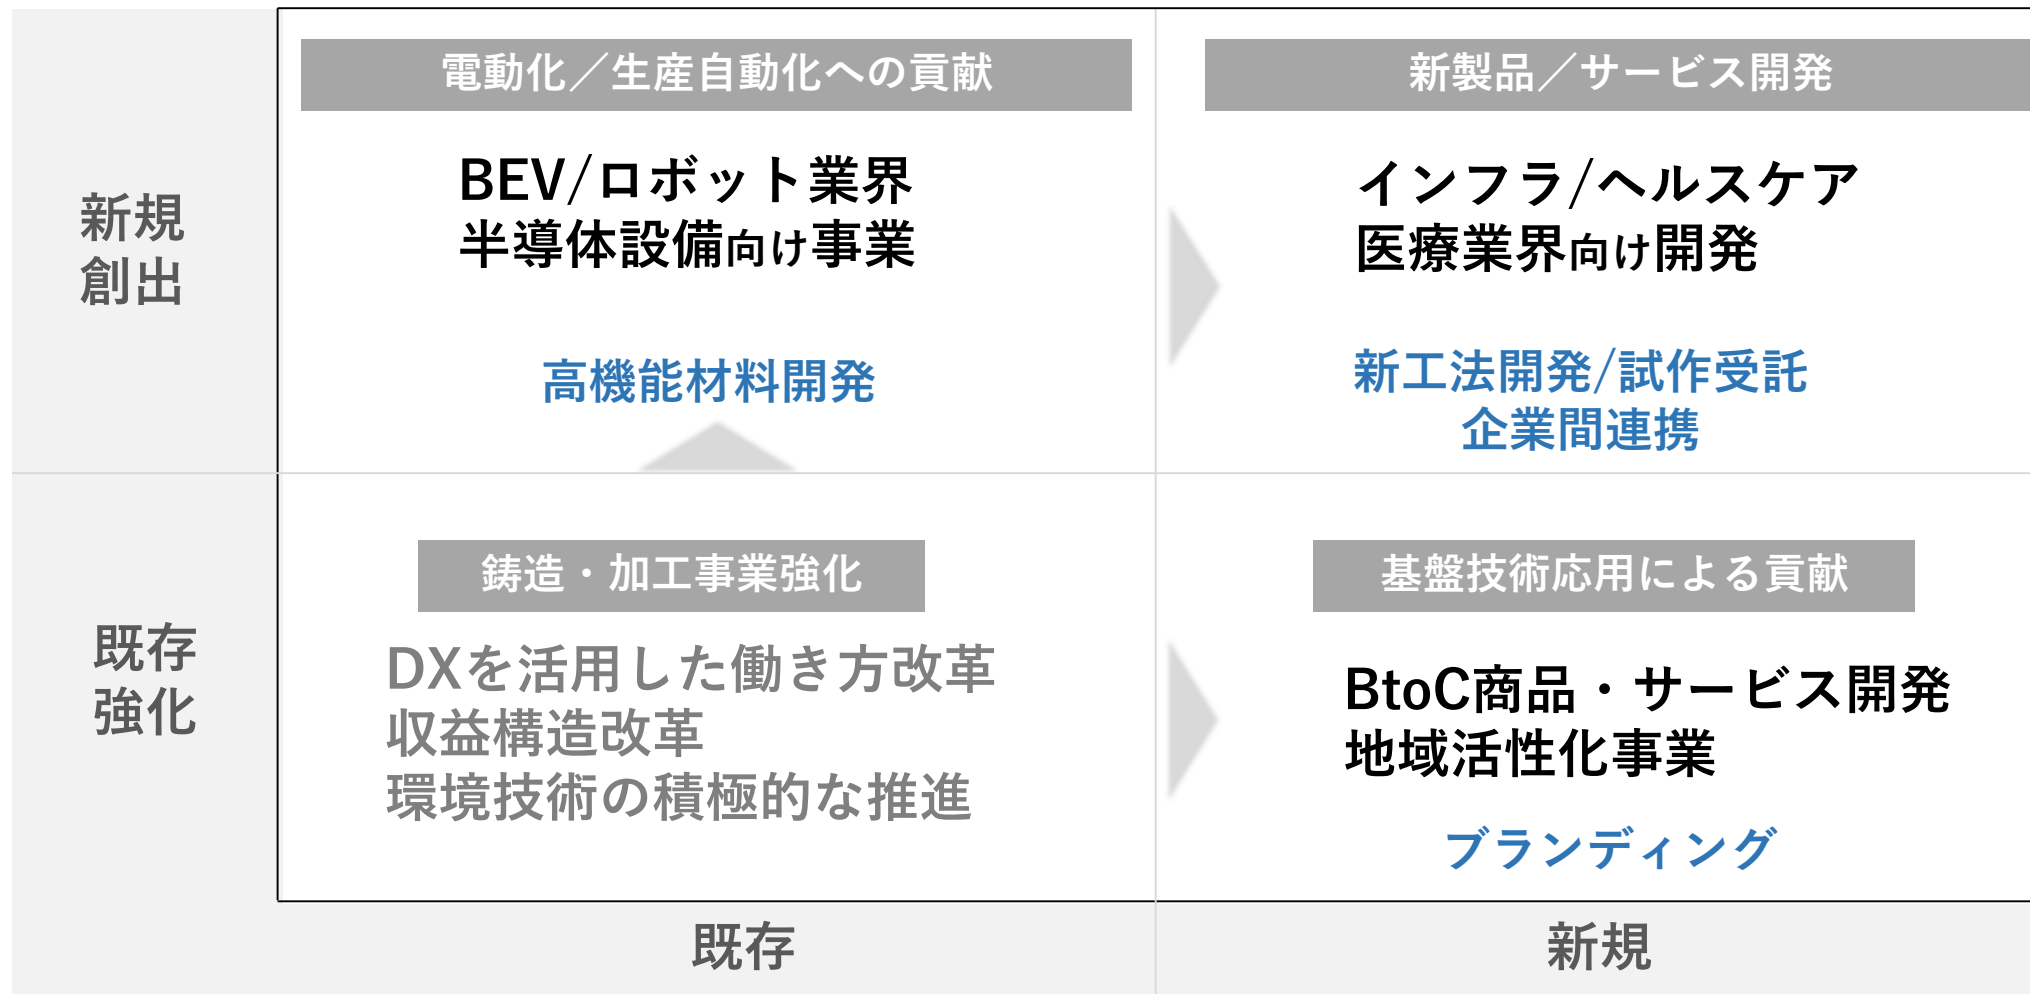 新規
創出
電動化／生産自動化への貢献
BEV/ロボット業界
半導体設備向け事業
高機能材料開発
新製品／サービス開発
インフラ/ヘルスケア
医療業界向け開発
新工法開発/試作受託
企業間連携
既存
強化
鋳造・加工事業強化
DXを活用した働き方改革
収益構造改革
環境技術の積極的な推進
基盤技術応用による貢献
BtoC商品・サービス開発
地域活性化事業
ブランディング
既存
新規